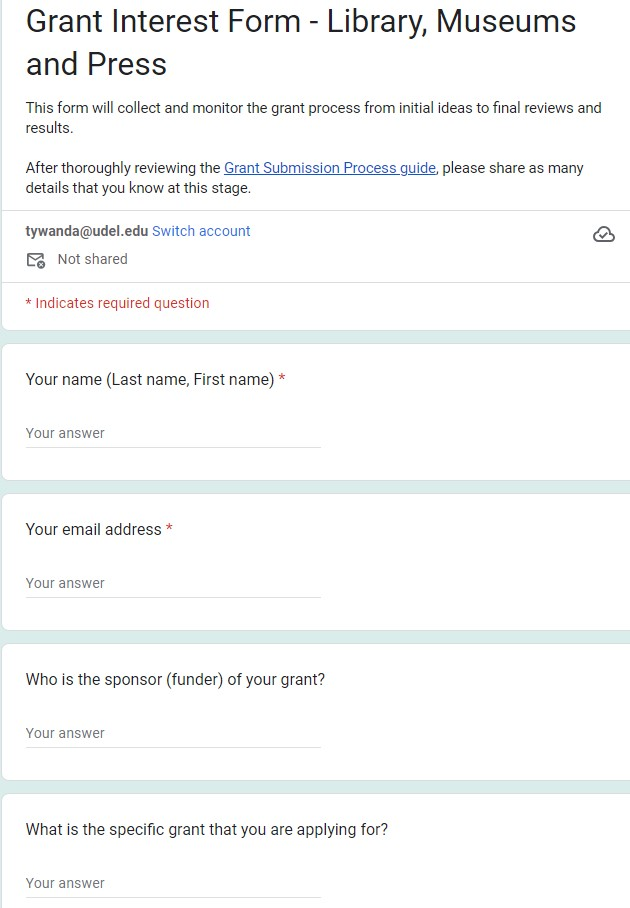 Grant Interest Form - Library, Museums
and Press
This form will collect and monitor the grant process from initial ideas to final reviews and
results.
After thoroughly reviewing the Grant Submission Process guide, please share as many
details that you know at this stage.
tywanda@udel.edu Switch account
Not shared
* Indicates required question
Your name (Last name, First name) *
Your answer
Your email address *
Your answer
Who is the sponsor (funder) of your grant?
Your answer
What is the specific grant that you are applying for?
Your answer